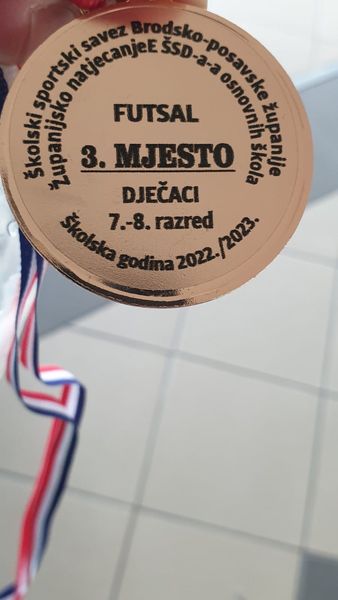 Školski sportski savez Brodsko-posavske županije
Županijsko natjecanjeE ŠSD-a-a osnovnih škola
FUTSAL
3. MJESTO
DJEČACI
7.-8. razred
Školska godina 2022./2023.